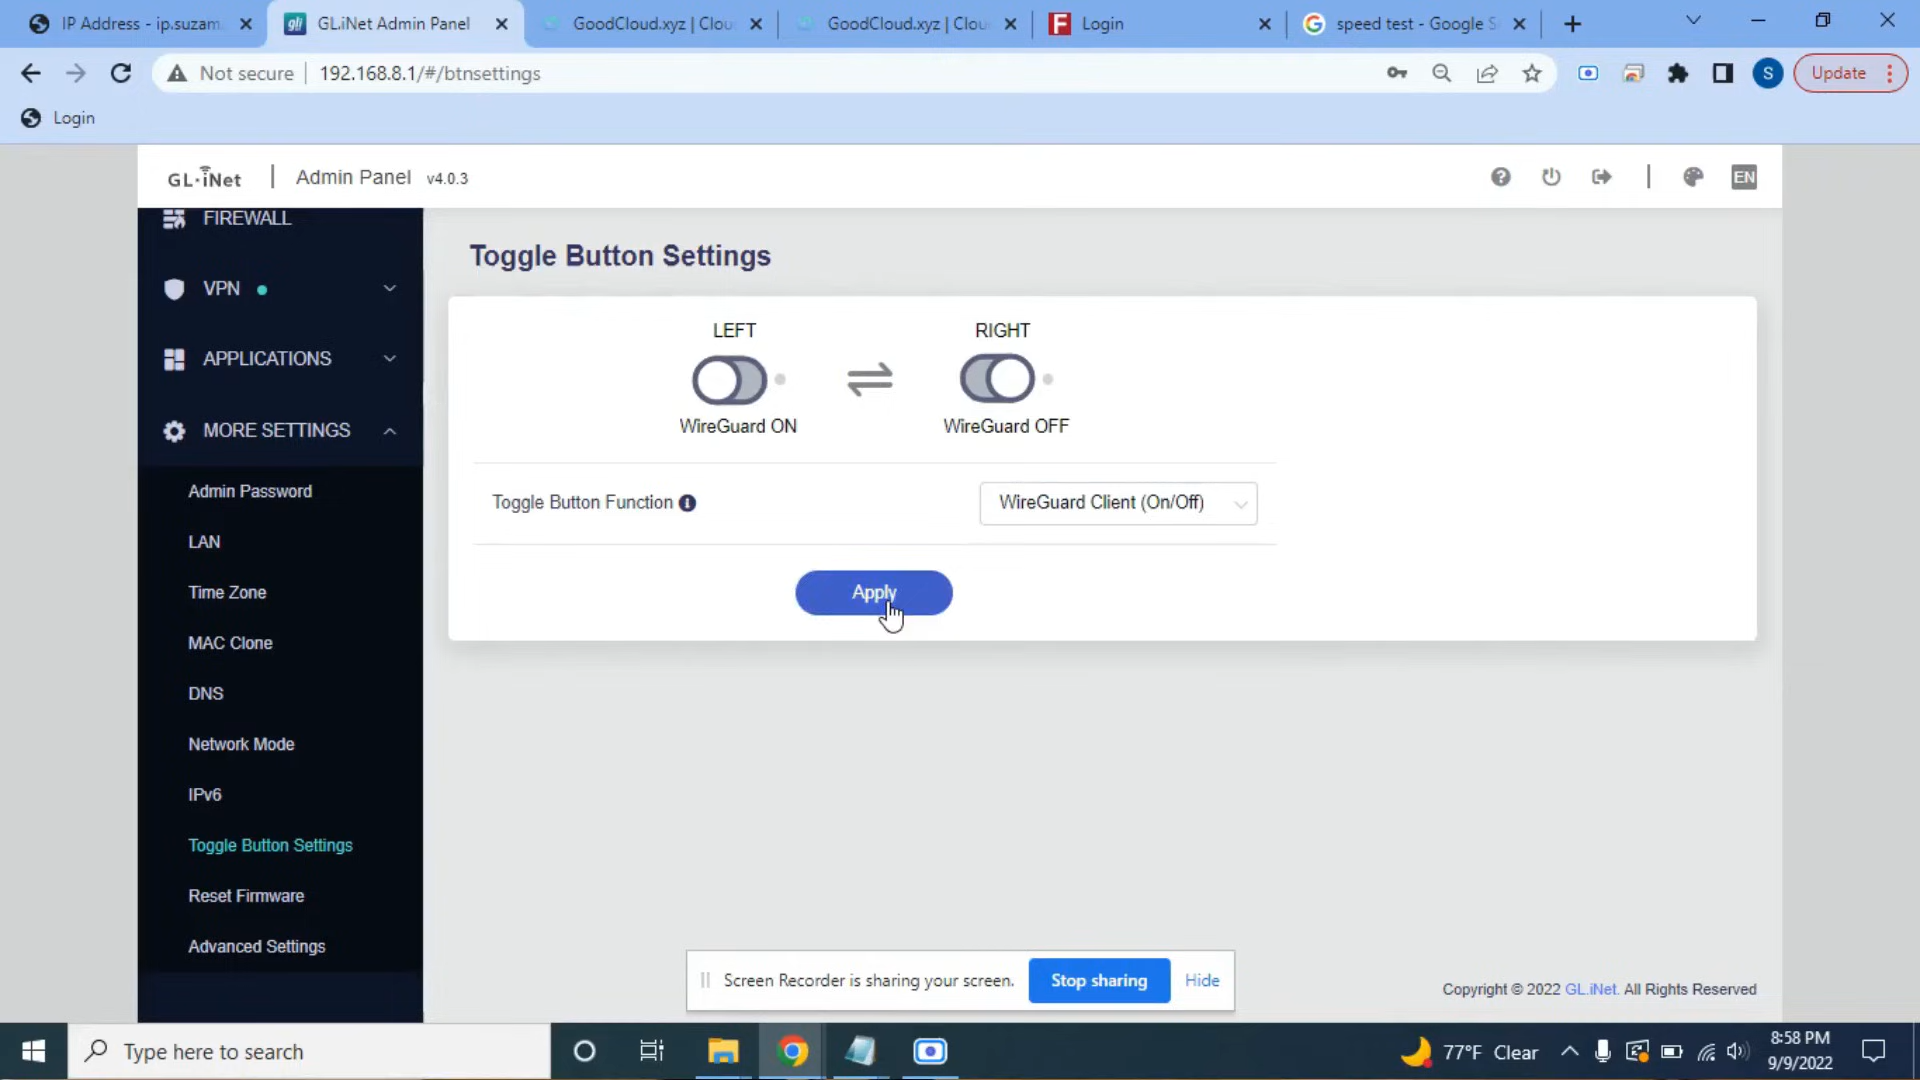 IP Address - ip.suzam
GL.iNet Admin Panel
GoodCloud.xyz | Clou
GoodCloud.xyz | Clou
F Login
speed test - Google S
Not secure 192.168.8.1/#/btnsettings
S
Update
Login
GL·iNet | Admin Panel v4.0.3
EN
FIREWALL
VPN
APPLICATIONS
MORE SETTINGS
Admin Password
LAN
Time Zone
MAC Clone
DNS
Network Mode
IPv6
Toggle Button Settings
Reset Firmware
Advanced Settings
Toggle Button Settings
LEFT RIGHT
WireGuard ON WireGuard OFF
Toggle Button Function WireGuard Client (On/Off)
Apply
Screen Recorder is sharing your screen. Stop sharing Hide
Copyright © 2022 GL.iNet. All Rights Reserved
Type here to search
77°F Clear
8:58 PM
9/9/2022